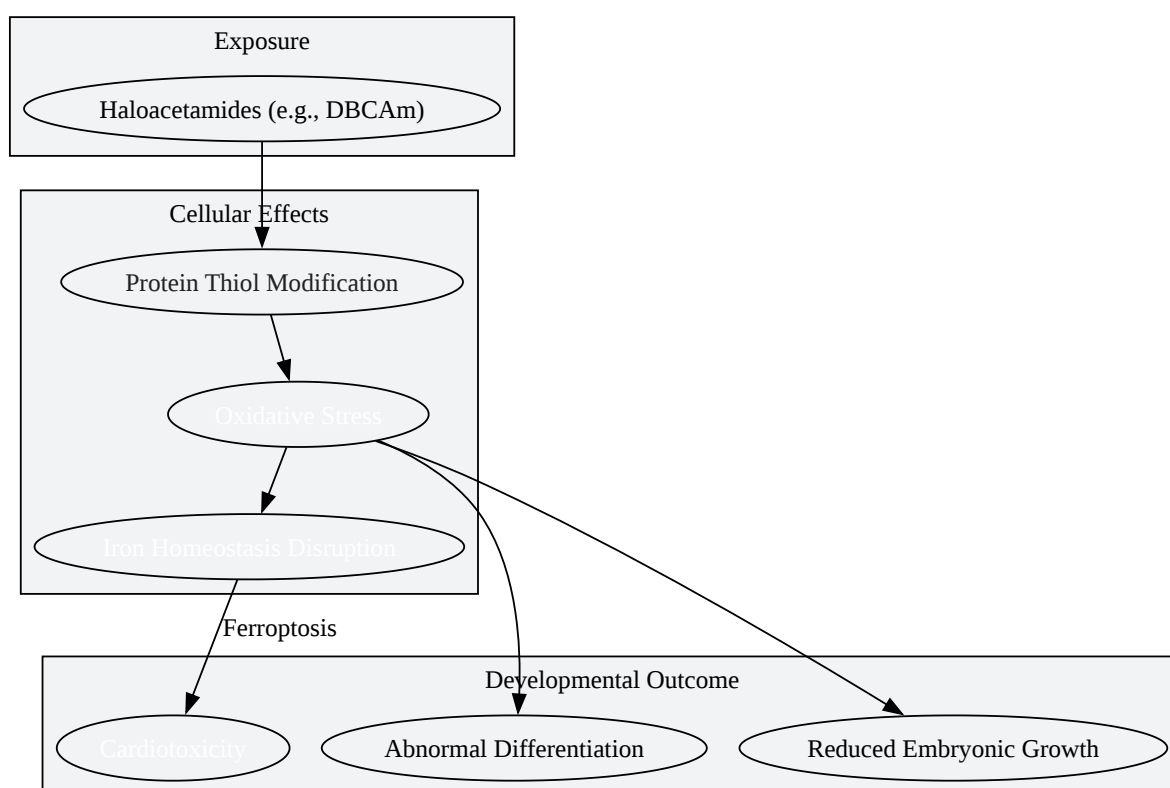 Exposure
Haloacetamides (e.g., DBCAm)
Cellular Effects
Protein Thiol Modification
Oxidative Stress
Iron Homeostasis Disruption
Ferroptosis
Developmental Outcome
Cardiotoxicity
Abnormal Differentiation
Reduced Embryonic Growth